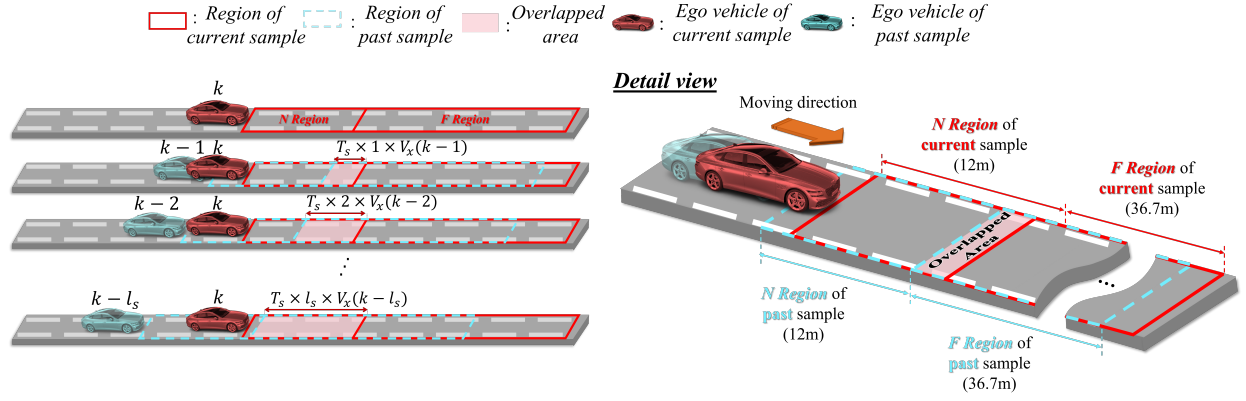 : Region of
current sample
: Region of
past sample
: Overlapped
area
: Ego vehicle of
current sample
: Ego vehicle of
past sample
k
N Region
F Region
k − 1 k
T_s × 1 × V_x(k − 1)
k − 2 k
T_s × 2 × V_x(k − 2)
⋮
k − l_s k
T_s × l_s × V_x(k − l_s)
Detail view
Moving direction
N Region of
current sample
(12m)
F Region of
current sample
(36.7m)
Overlapped
Area
...
N Region of
past sample
(12m)
F Region of
past sample
(36.7m)